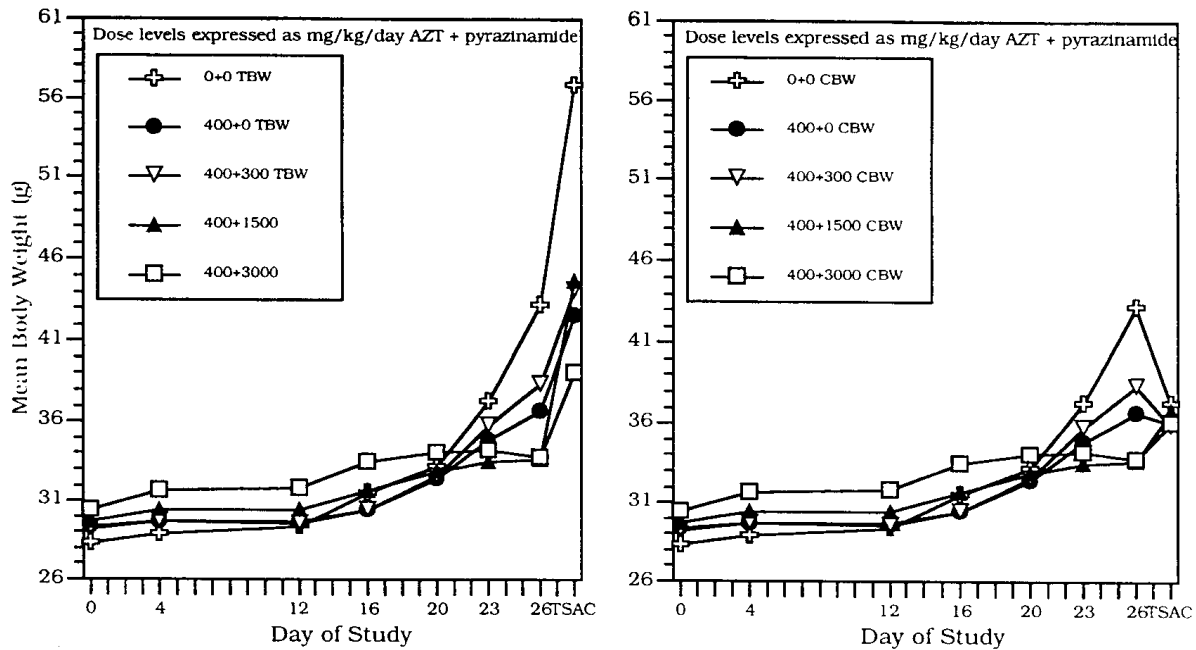 Dose levels expressed as mg/kg/day AZT + pyrazinamide
0+0 TBW
400+0 TBW
400+300 TBW
400+1500
400+3000
61
56
51
46
41
36
31
26
Mean Body Weight (g)
0 4 12 16 20 23 26 TSAC
Day of Study
Dose levels expressed as mg/kg/day AZT + pyrazinamide
0+0 CBW
400+0 CBW
400+300 CBW
400+1500 CBW
400+3000 CBW
61
56
51
46
41
36
31
26
0 4 12 16 20 23 26 TSAC
Day of Study